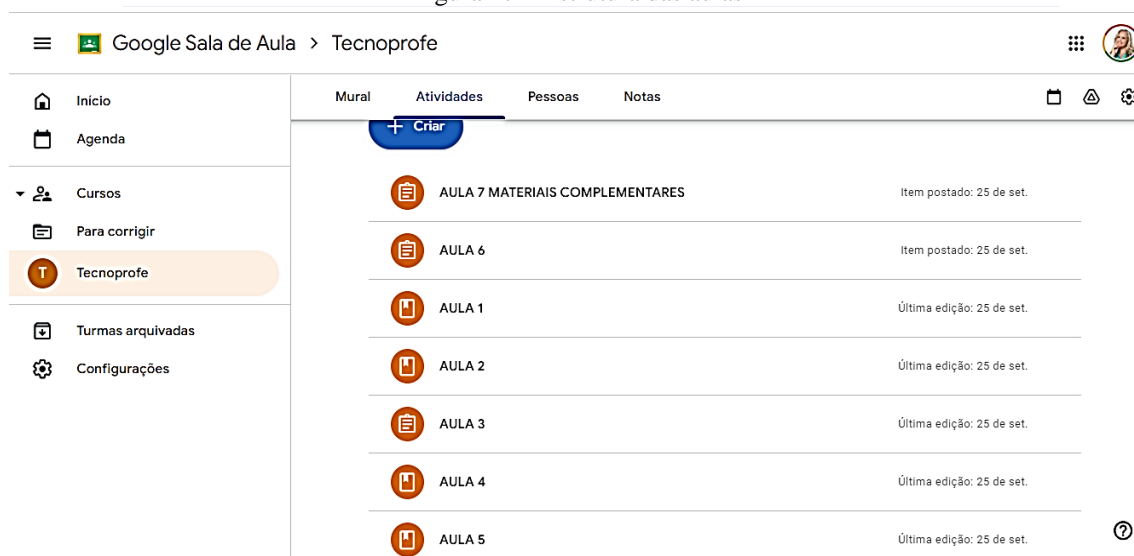 Google Sala de Aula > Tecnoprofe
Início
Agenda
Cursos
Para corrigir
T Tecnoprofe
Turmas arquivadas
Configurações
Mural Atividades Pessoas Notas
+ Criar
AULA 7 MATERIAIS COMPLEMENTARES Item postado: 25 de set.
AULA 6 Item postado: 25 de set.
AULA 1 Última edição: 25 de set.
AULA 2 Última edição: 25 de set.
AULA 3 Última edição: 25 de set.
AULA 4 Última edição: 25 de set.
AULA 5 Última edição: 25 de set.